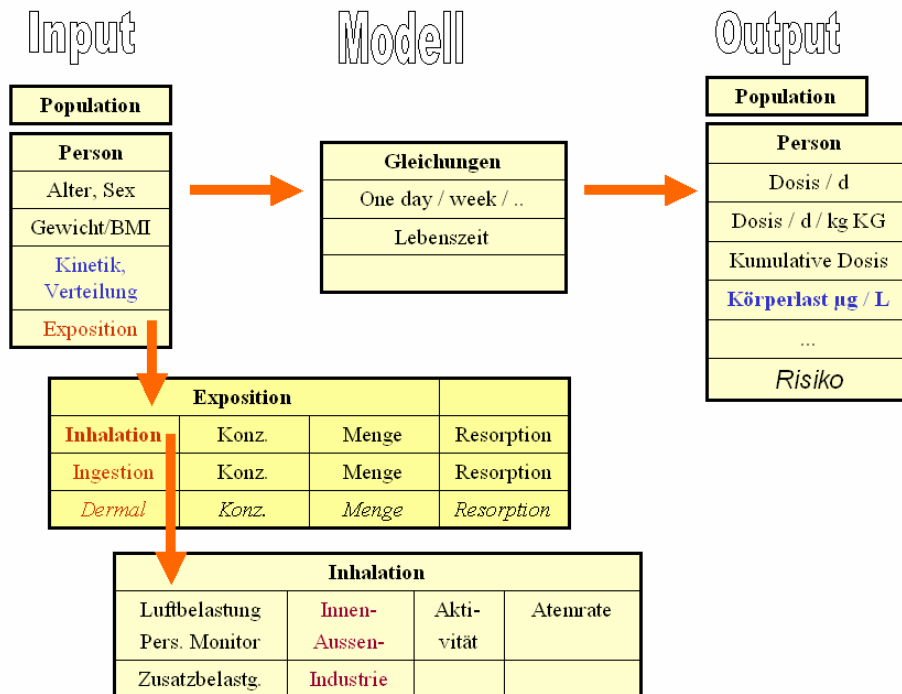 Input
Modell
Output
Population
Person
Alter, Sex
Gewicht/BMI
Kinetik,
Verteilung
Exposition
Gleichungen
One day / week / ..
Lebenszeit
Population
Person
Dosis / d
Dosis / d / kg KG
Kumulative Dosis
Körperlast µg / L
...
Risiko
Exposition
Inhalation Konz. Menge Resorption
Ingestion Konz. Menge Resorption
Dermal Konz. Menge Resorption
Inhalation
Luftbelastung Innen- Akti- Atemrate
Pers. Monitor Aussen- vität
Zusatzbelastg. Industrie